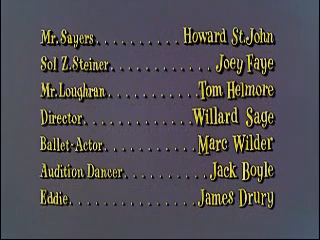 Mr. Sayers.........Howard St.John
Sol Z.Steiner...........Joey Faye
Mr. Loughran..........Tom Helmore
Director............Willard Sage
Ballet-Actor..........Marc Wilder
Audition Dancer.........Jack Boyle
Eddie..............James Drury